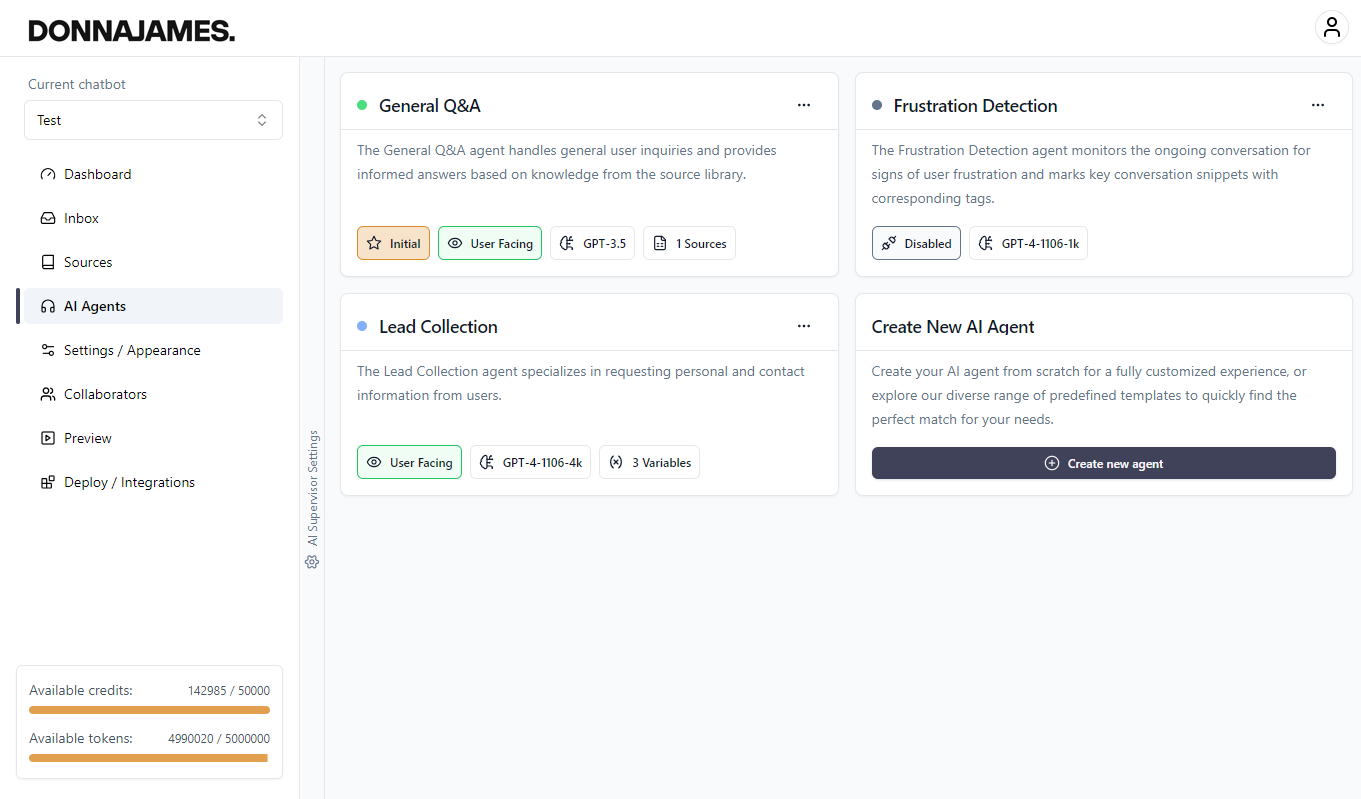 DONNAJAMES.
Current chatbot
Test
Dashboard
Inbox
Sources
AI Agents
Settings / Appearance
Collaborators
Preview
Deploy / Integrations
Available credits: 142985 / 50000
Available tokens: 4990020 / 5000000
AI Supervisor Settings
General Q&A
The General Q&A agent handles general user inquiries and provides
informed answers based on knowledge from the source library.
Initial User Facing GPT-3.5 1 Sources
Frustration Detection
The Frustration Detection agent monitors the ongoing conversation for
signs of user frustration and marks key conversation snippets with
corresponding tags.
Disabled GPT-4-1106-1k
Lead Collection
The Lead Collection agent specializes in requesting personal and contact
information from users.
User Facing GPT-4-1106-4k 3 Variables
Create New AI Agent
Create your AI agent from scratch for a fully customized experience, or
explore our diverse range of predefined templates to quickly find the
perfect match for your needs.
Create new agent